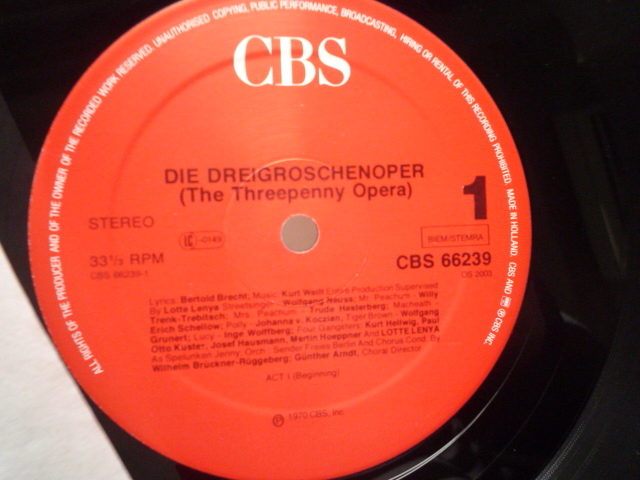 ALL RIGHTS OF THE PRODUCER AND OF THE OWNER OF THE RECORDED WORK RESERVED. UNAUTHORISED COPYING, PUBLIC PERFORMANCE, BROADCASTING, HIRING OR RENTAL OF THIS RECORDING PROHIBITED. MADE IN HOLLAND. CBS AND ℗ © CBS INC.
CBS
DIE DREIGROSCHENOPER
(The Threepenny Opera)
1
STEREO
LC -0149
BIEM/STEMRA
33⅓ RPM
CBS 66239
CBS 66239-1
OS 2003
Lyrics: Bertold Brecht; Music: Kurt Weill Entire Production Supervised
By Lotte Lenya Streetsinger - Wolfgang Neuss; Mr. Peachum - Willy
Trenk-Trebitsch; Mrs. Peachum - Trude Hesterberg; Macheath -
Erich Schellow; Polly - Johanna v. Kóczian; Tiger Brown - Wolfgang
Grunert; Lucy - Inge Wolffberg; Four Gangsters: Kurt Hellwig, Paul
Otto Kuster, Josef Hausmann, Martin Hoeppner And LOTTE LENYA
As Spelunken Jenny Orch. Sender Freies Berlin And Chorus Cond. By
Wilhelm Brückner-Rüggeberg; Günther Arndt, Choral Director
ACT I (Beginning)
℗ 1970 CBS, Inc.